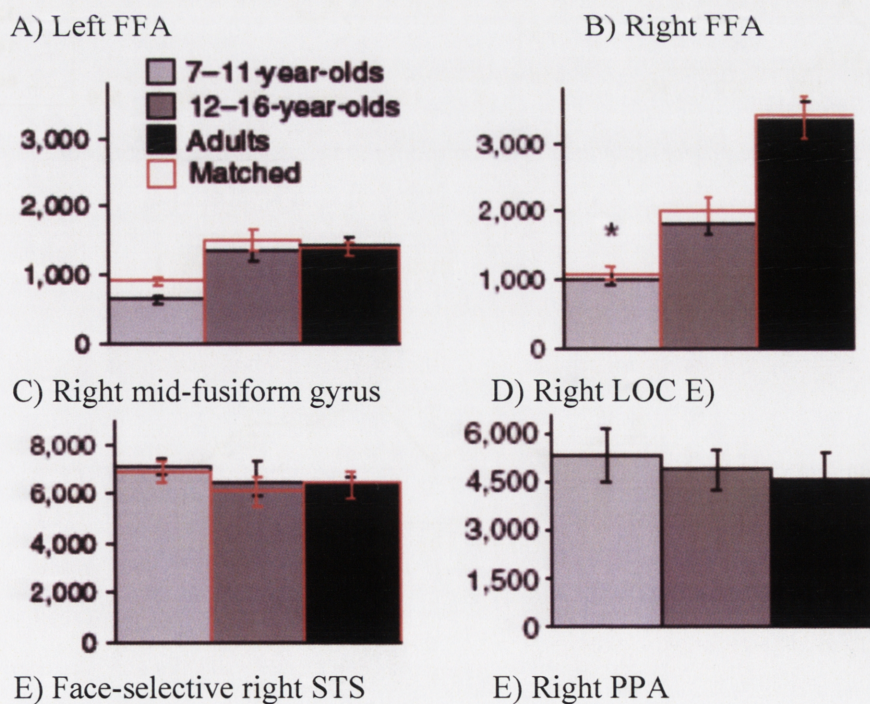 A) Left FFA
B) Right FFA
7–11-year-olds
12–16-year-olds
Adults
Matched
3,000
2,000
1,000
0
3,000
2,000
1,000
0
*
C) Right mid-fusiform gyrus
D) Right LOC E)
8,000
6,000
4,000
2,000
0
6,000
4,500
3,000
1,500
0
E) Face-selective right STS
E) Right PPA